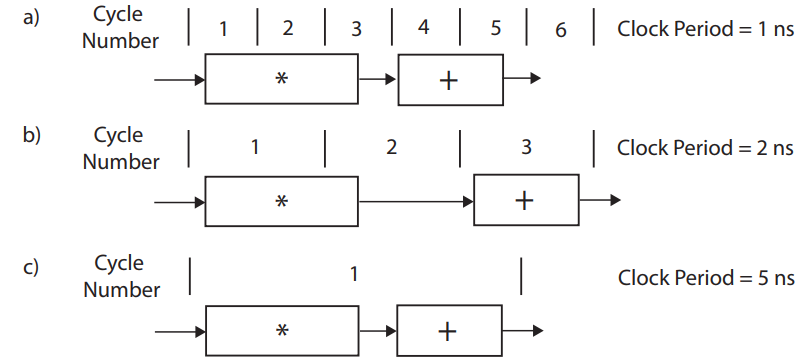 a) Cycle Number 1 2 3 4 5 6 Clock Period = 1 ns
* +
b) Cycle Number 1 2 3 Clock Period = 2 ns
* +
c) Cycle Number 1 Clock Period = 5 ns
* +